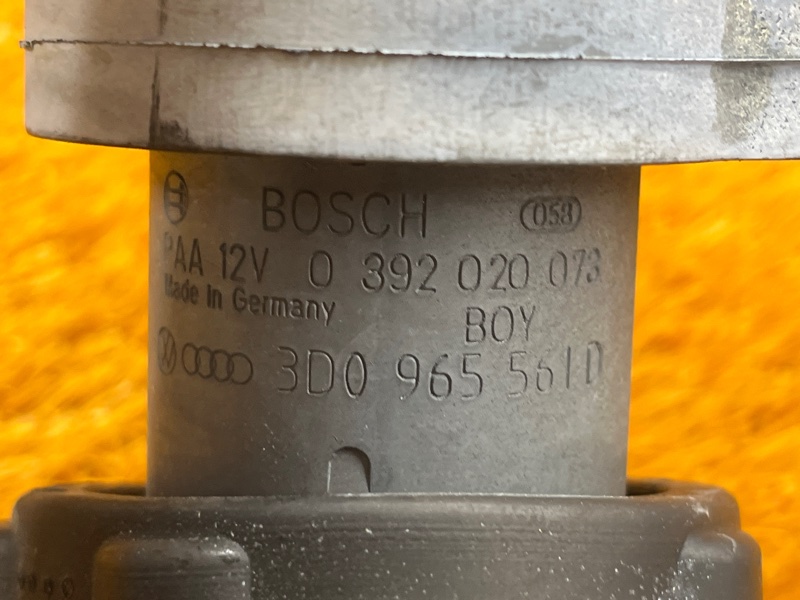 BOSCH 058
PAA 12V 0 392 020 073
Made in Germany
BOY
3D0 965 561D